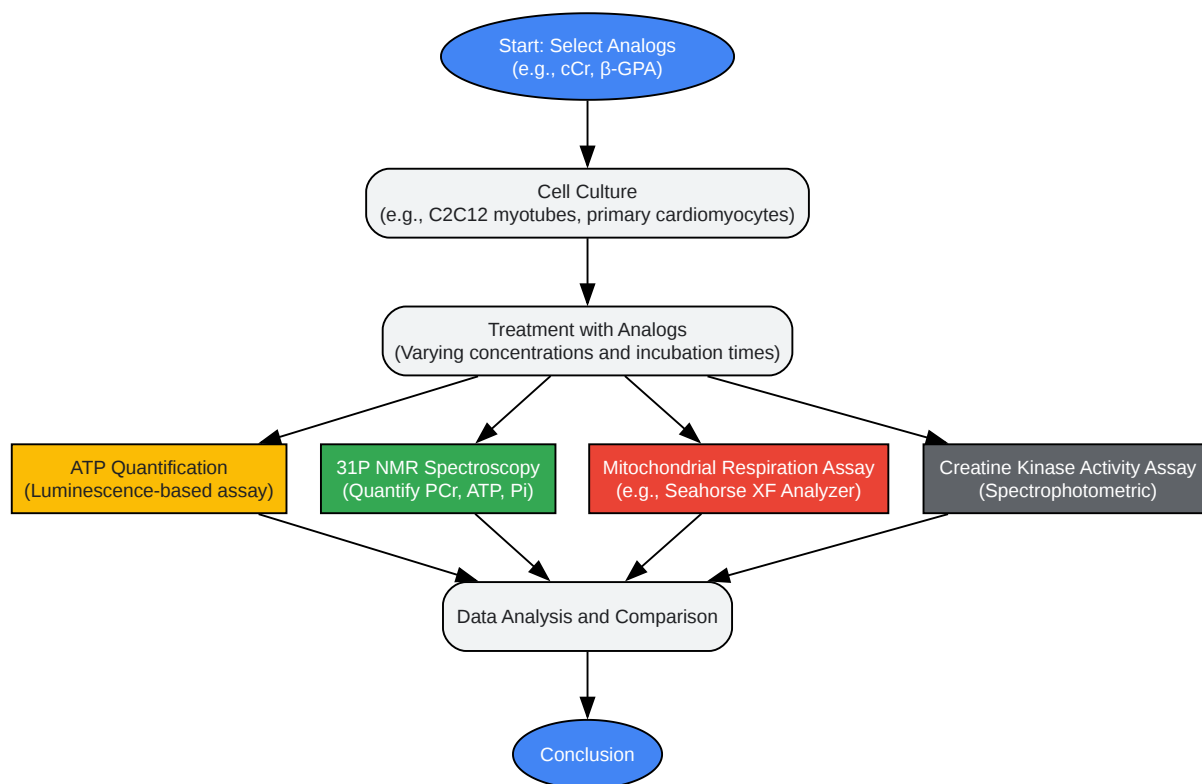 Start: Select Analogs
(e.g., cCr, β-GPA)
Cell Culture
(e.g., C2C12 myotubes, primary cardiomyocytes)
Treatment with Analogs
(Varying concentrations and incubation times)
ATP Quantification
(Luminescence-based assay)
31P NMR Spectroscopy
(Quantify PCr, ATP, Pi)
Mitochondrial Respiration Assay
(e.g., Seahorse XF Analyzer)
Creatine Kinase Activity Assay
(Spectrophotometric)
Data Analysis and Comparison
Conclusion